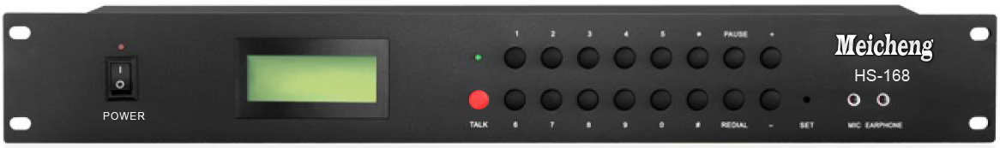 1 2 3 4 5 * PAUSE +
Meicheng
HS-168
POWER
TALK 6 7 8 9 0 # REDIAL - SET MIC EARPHONE